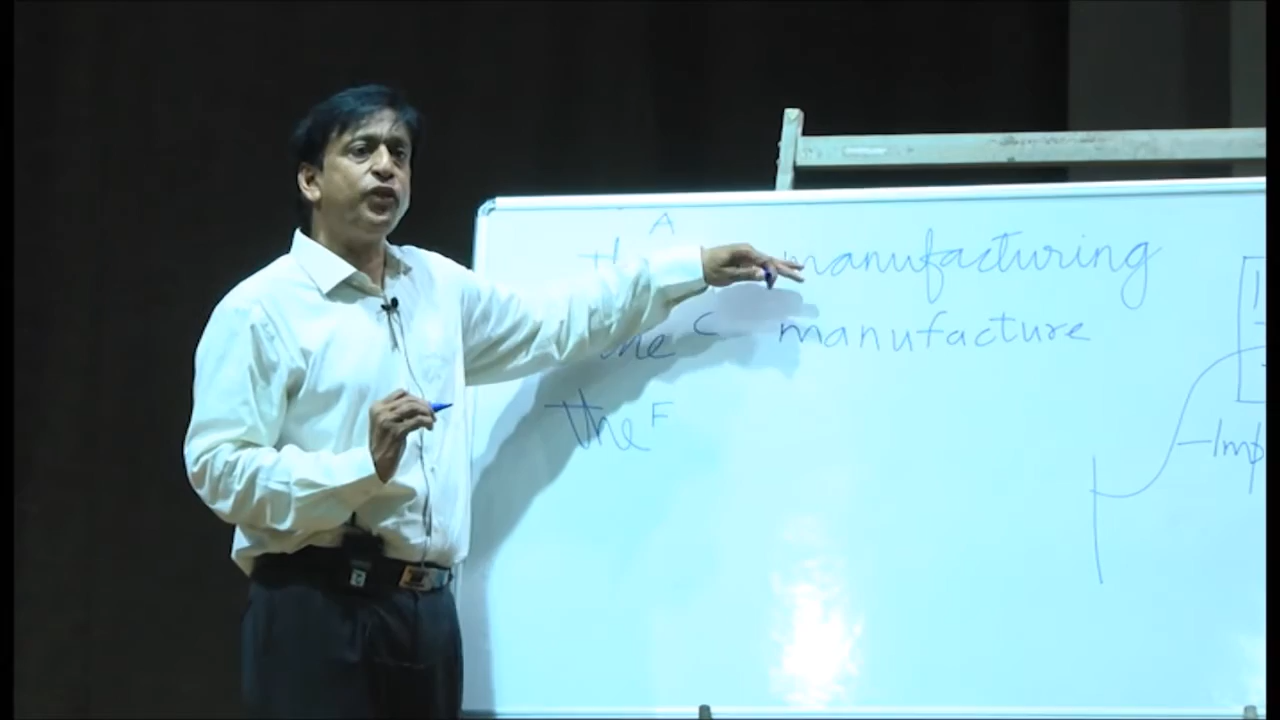 A
manufacturing
the C manufacture
the F
-Imp